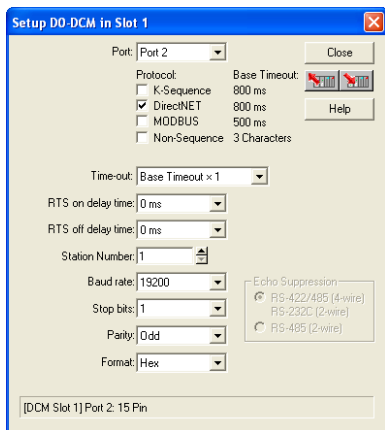 Setup D0-DCM in Slot 1
Port: Port 2
Close
Protocol: Base Timeout:
K-Sequence 800 ms
DirectNET 800 ms
MODBUS 500 ms
Non-Sequence 3 Characters
Help
Time-out: Base Timeout × 1
RTS on delay time: 0 ms
RTS off delay time: 0 ms
Station Number: 1
Baud rate: 19200
Echo Suppression
RS-422/485 (4-wire)
RS-232C (2-wire)
RS-485 (2-wire)
Stop bits: 1
Parity: Odd
Format: Hex
[DCM Slot 1] Port 2: 15 Pin